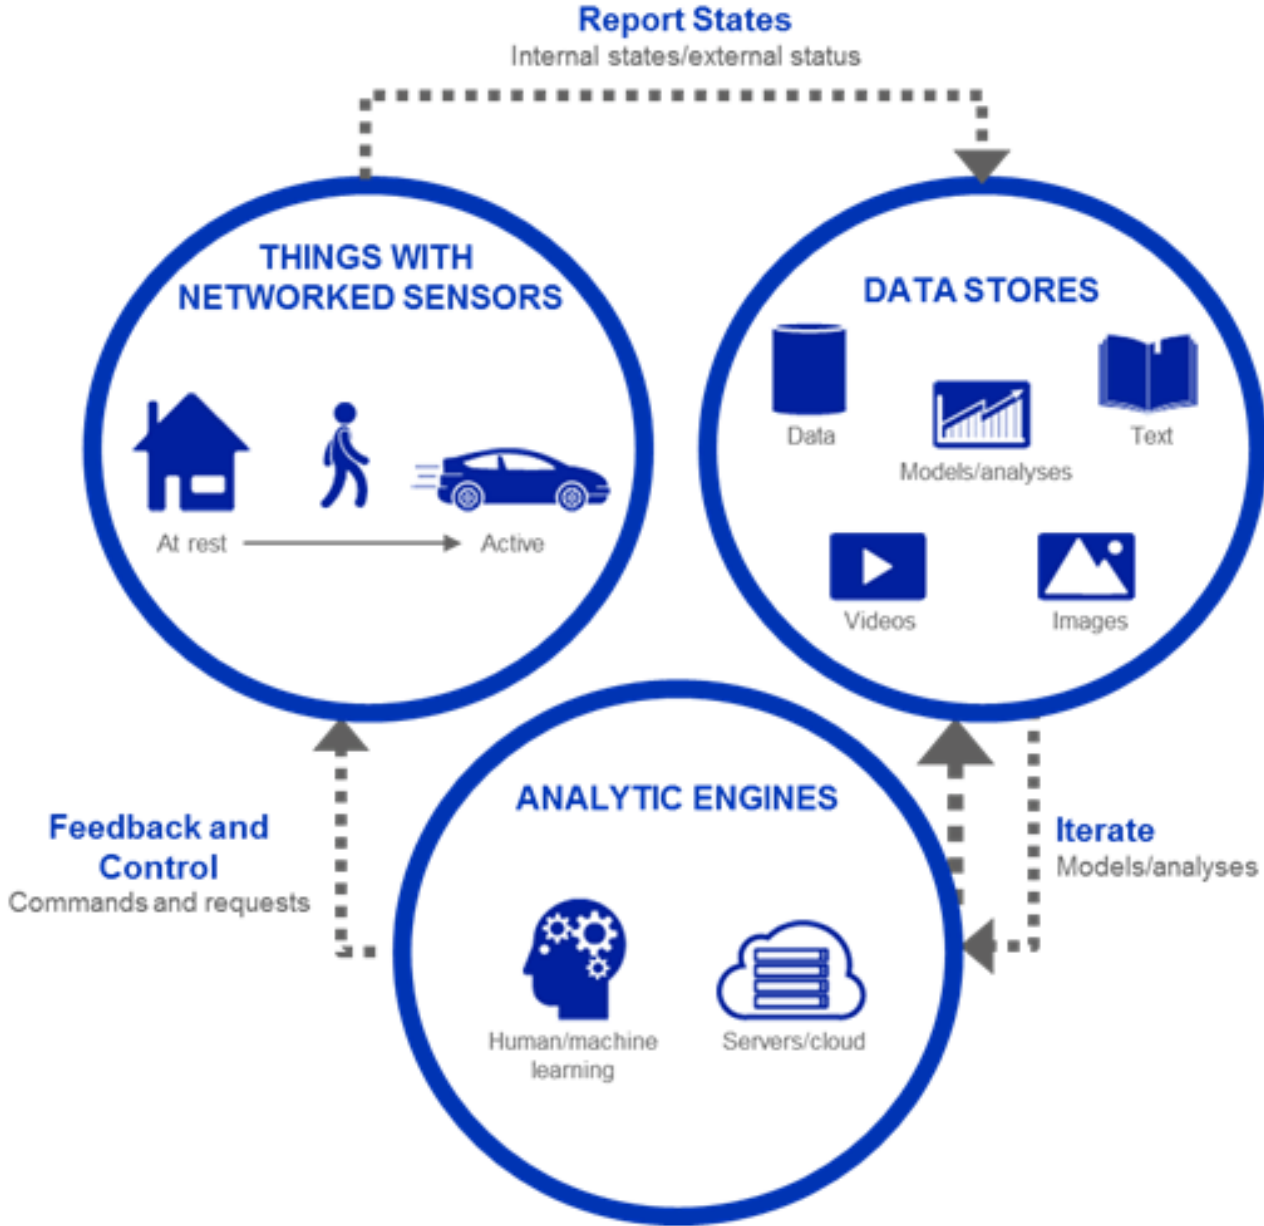 Report States
Internal states/external status
THINGS WITH
NETWORKED SENSORS
At rest
Active
DATA STORES
Data
Models/analyses
Text
Videos
Images
Feedback and
Control
Commands and requests
ANALYTIC ENGINES
Human/machine
learning
Servers/cloud
Iterate
Models/analyses